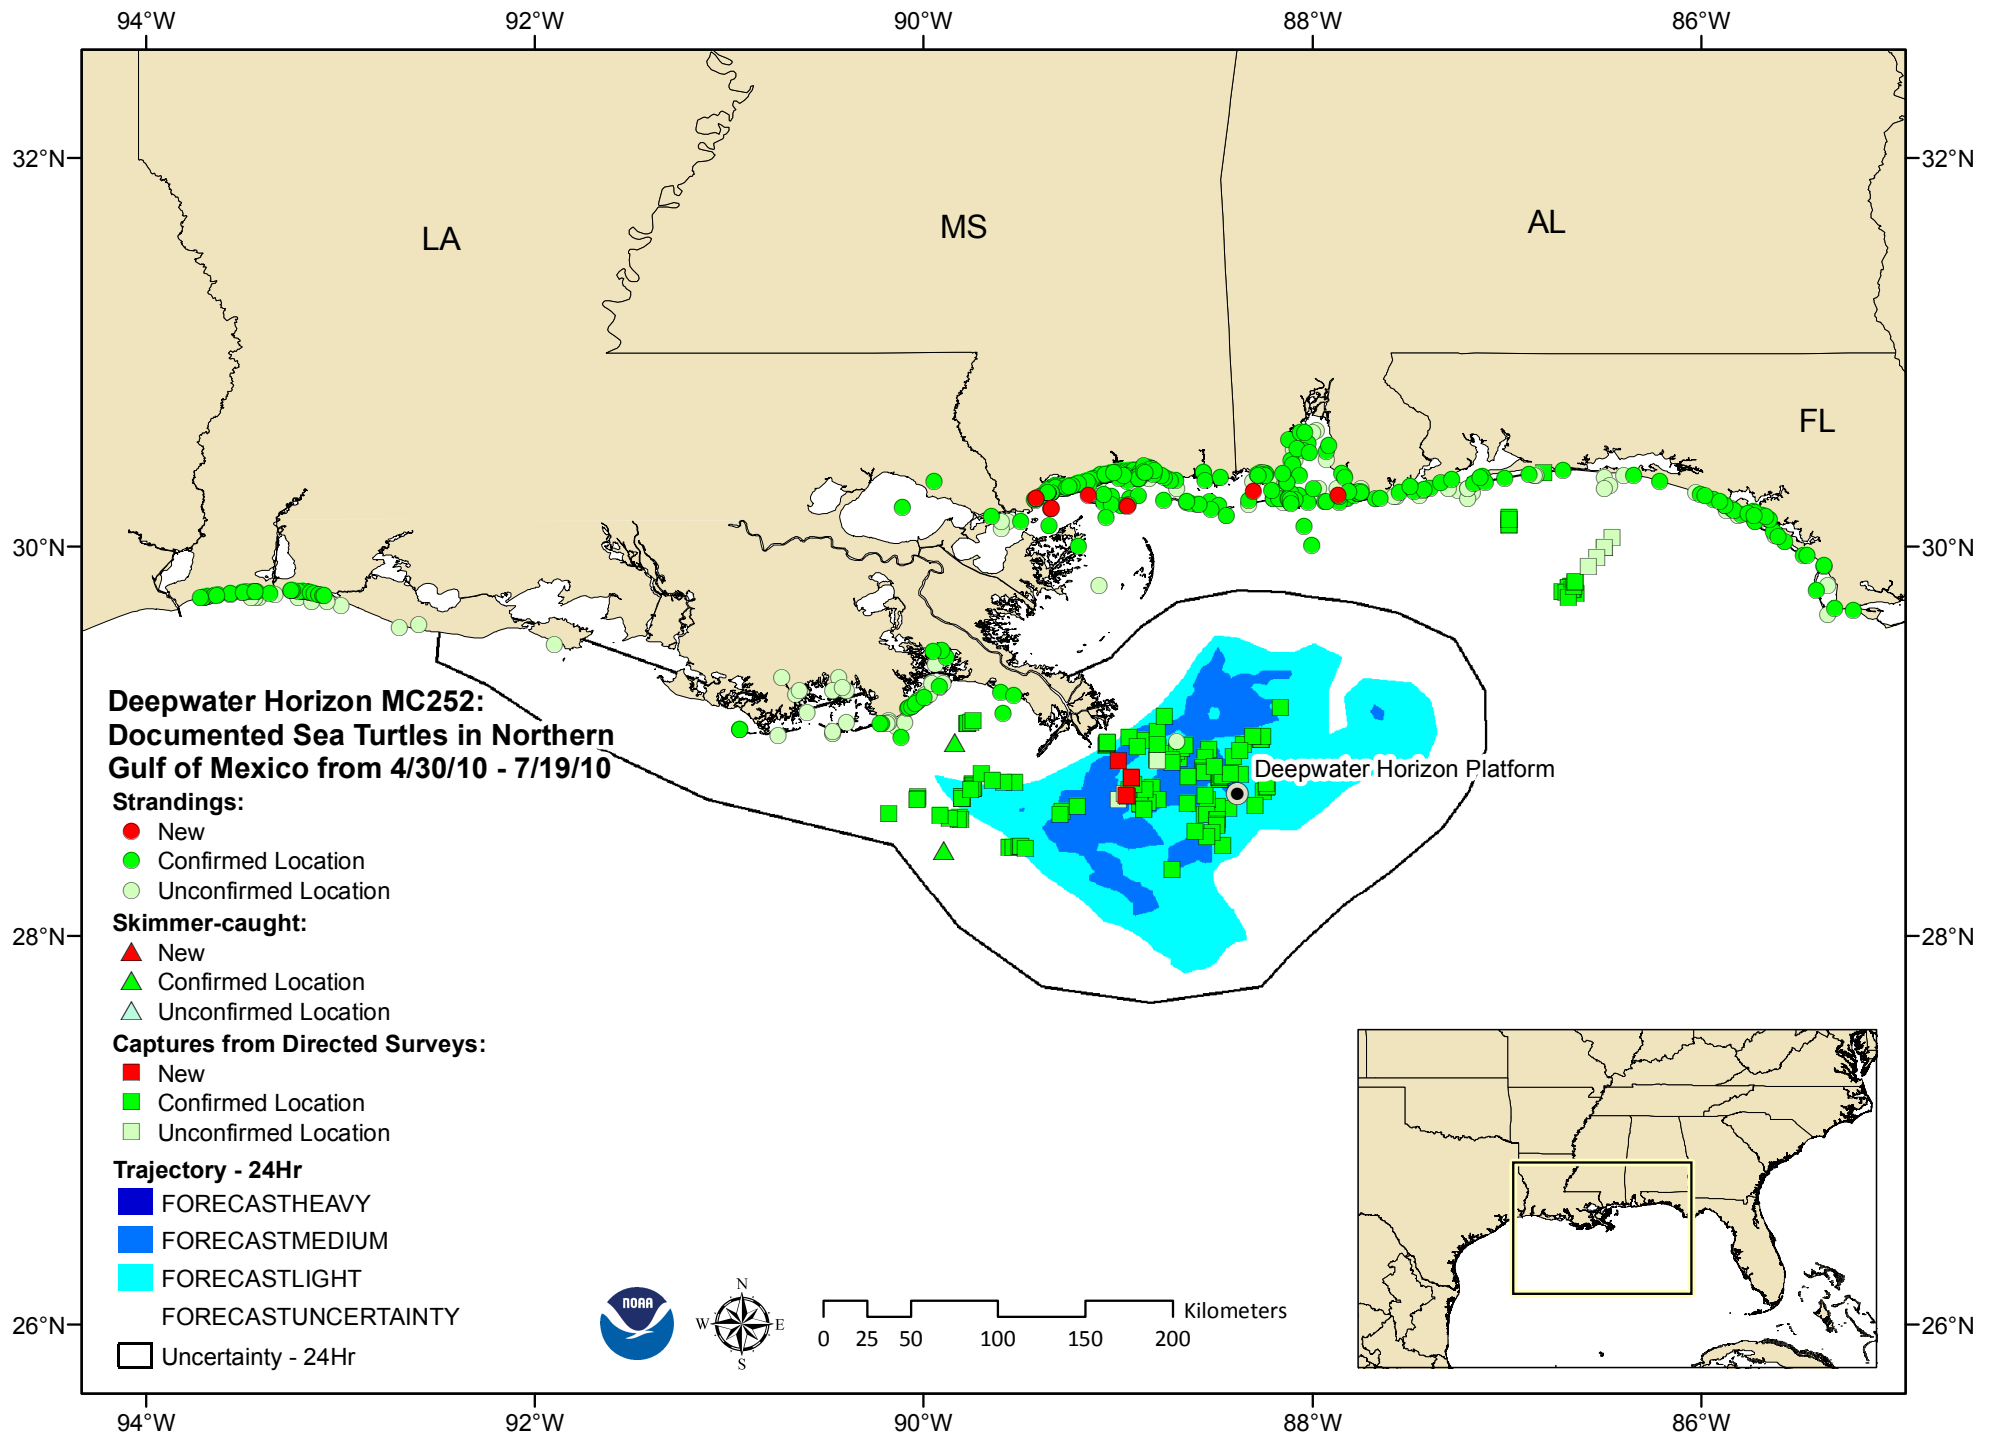 94°W
92°W
90°W
88°W
86°W
32°N
32°N
LA
MS
AL
FL
30°N
30°N
Deepwater Horizon MC252:
Documented Sea Turtles in Northern
Gulf of Mexico from 4/30/10 - 7/19/10
Deepwater Horizon Platform
Strandings:
New
Confirmed Location
Unconfirmed Location
Skimmer-caught:
New
Confirmed Location
Unconfirmed Location
Captures from Directed Surveys:
New
Confirmed Location
Unconfirmed Location
28°N
28°N
Trajectory - 24Hr
FORECASTHEAVY
FORECASTMEDIUM
FORECASTLIGHT
FORECASTUNCERTAINTY
Uncertainty - 24Hr
NOAA
N
W
E
S
Kilometers
0 25 50 100 150 200
26°N
26°N
94°W
92°W
90°W
88°W
86°W